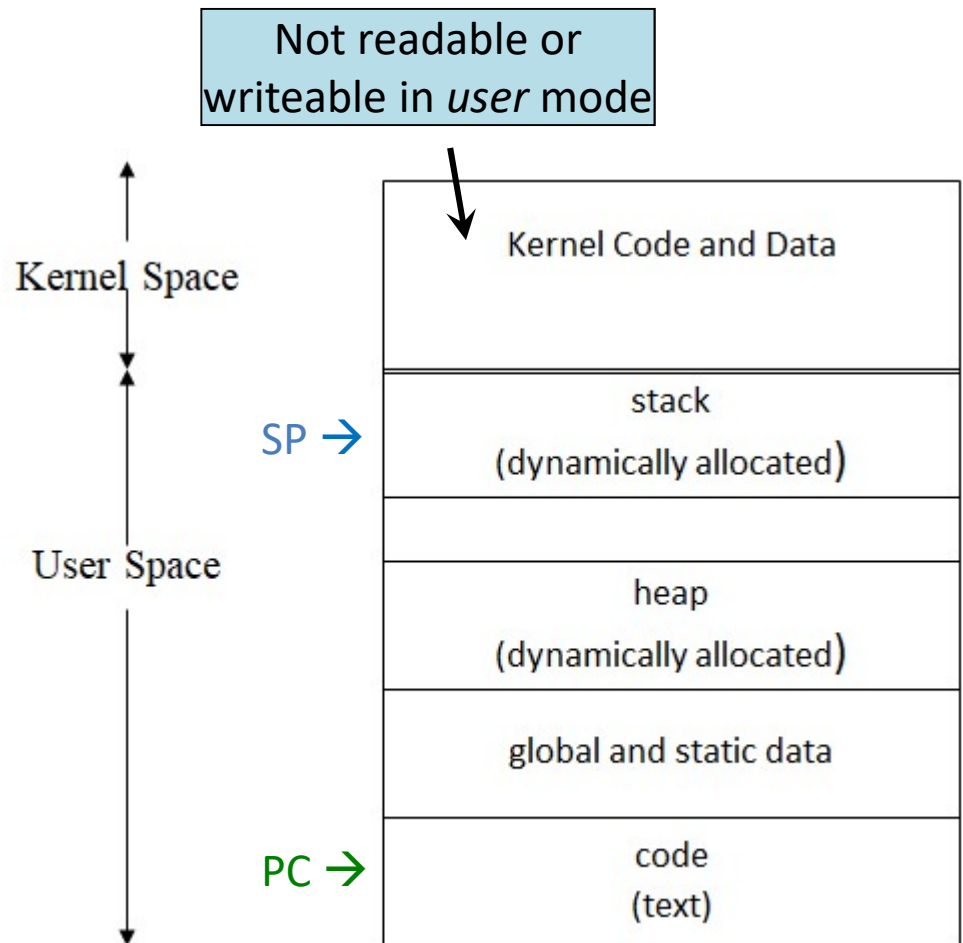 Not readable or
writeable in user mode
Kernel Code and Data
Kernel Space
stack
SP →
(dynamically allocated)
User Space
heap
(dynamically allocated)
global and static data
PC →
code
(text)